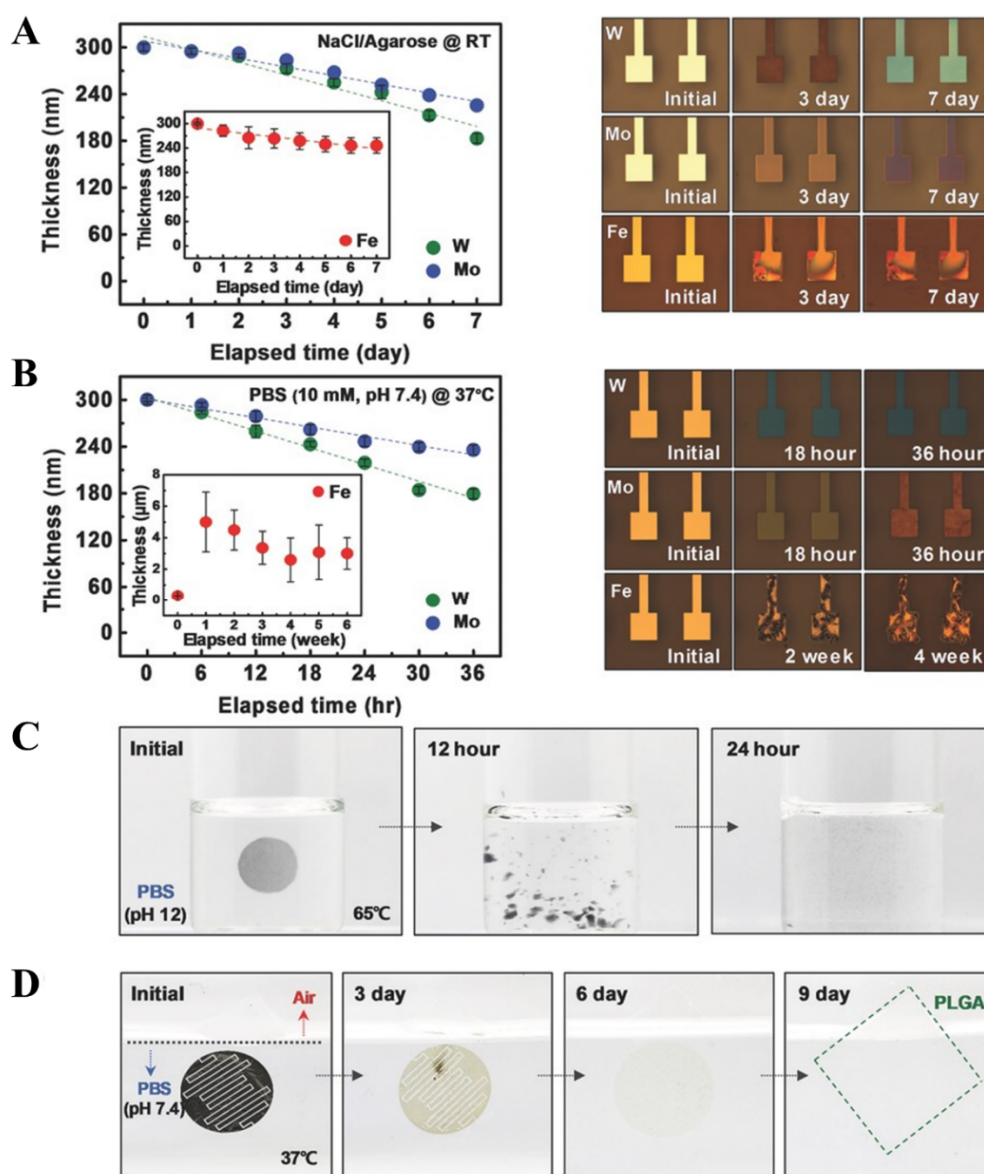 A
Thickness (nm)
300
240
180
120
60
0
NaCl/Agarose @ RT
Thickness (nm)
300
240
180
120
60
0
Fe
0 1 2 3 4 5 6 7
Elapsed time (day)
W
Mo
0 1 2 3 4 5 6 7
Elapsed time (day)
W
Initial
3 day
7 day
Mo
Initial
3 day
7 day
Fe
Initial
3 day
7 day
B
Thickness (nm)
300
240
180
120
60
0
PBS (10 mM, pH 7.4) @ 37°C
Thickness (µm)
8
6
4
2
0
Fe
0 1 2 3 4 5 6
Elapsed time (week)
W
Mo
0 6 12 18 24 30 36
Elapsed time (hr)
W
Initial
18 hour
36 hour
Mo
Initial
18 hour
36 hour
Fe
Initial
2 week
4 week
C
Initial
PBS
(pH 12)
65℃
12 hour
24 hour
D
Initial
Air
PBS
(pH 7.4)
37℃
3 day
6 day
9 day
PLGA